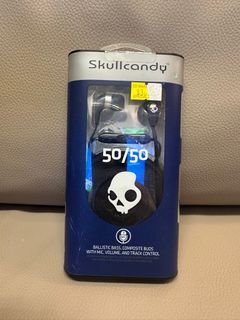 Skullcandy
50/50
BALLISTIC BASS, COMPOSITE BUDS
WITH MIC, VOLUME, AND TRACK CONTROL